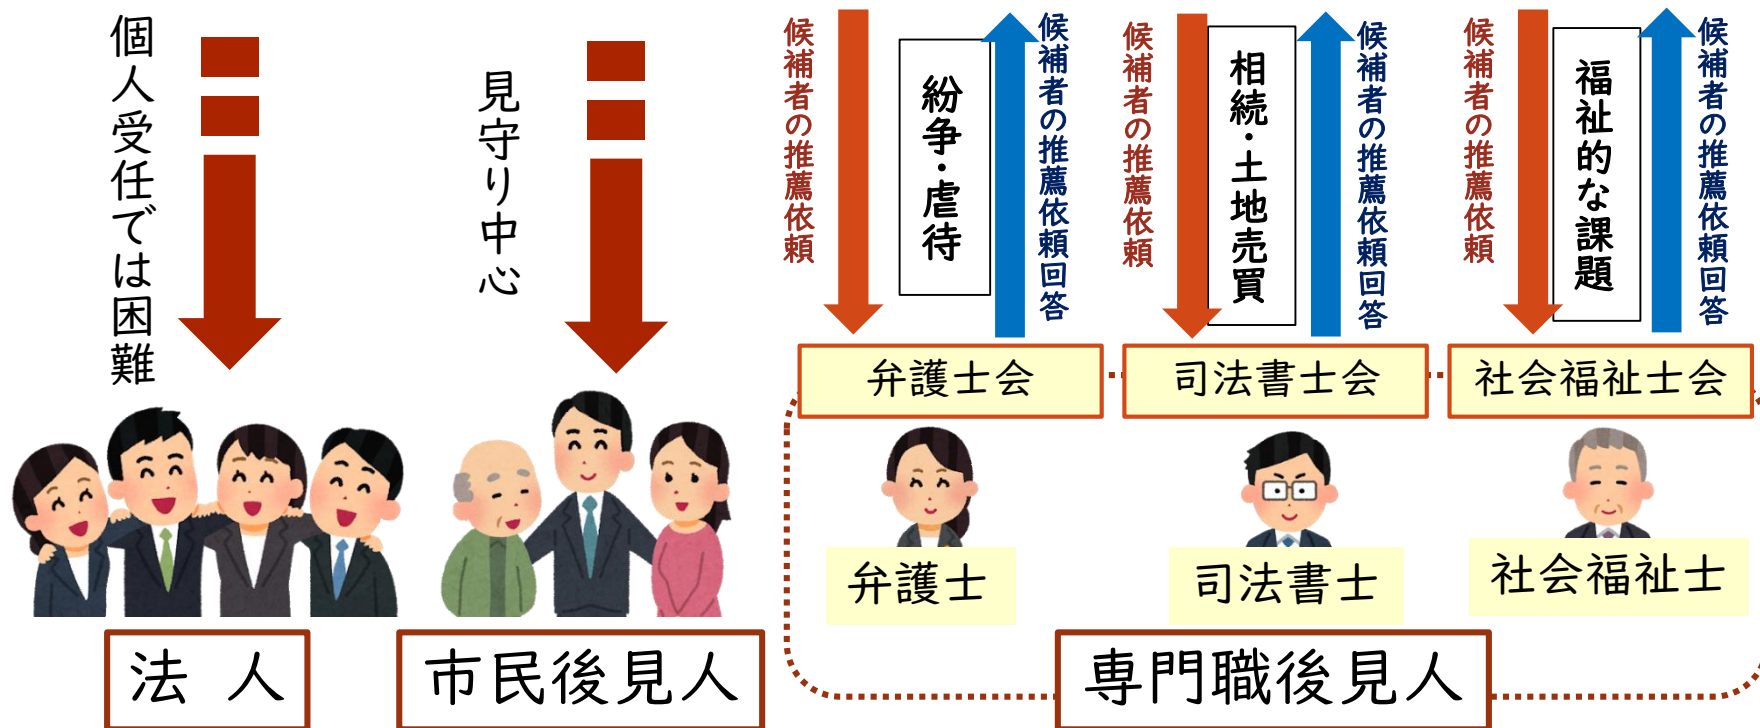 個人受任では困難
見守り中心
候補者の推薦依頼
紛争・虐待
候補者の推薦依頼回答
候補者の推薦依頼
相続・土地売買
候補者の推薦依頼回答
候補者の推薦依頼
福祉的な課題
候補者の推薦依頼回答
弁護士会
司法書士会
社会福祉士会
弁護士
司法書士
社会福祉士
法 人
市民後見人
専門職後見人